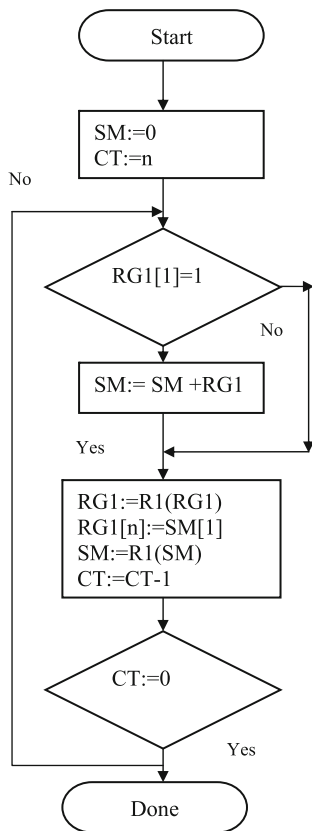 Start
SM:=0
CT:=n
No
RG1[1]=1
No
SM:= SM +RG1
Yes
RG1:=R1(RG1)
RG1[n]:=SM[1]
SM:=R1(SM)
CT:=CT-1
CT:=0
Yes
Done